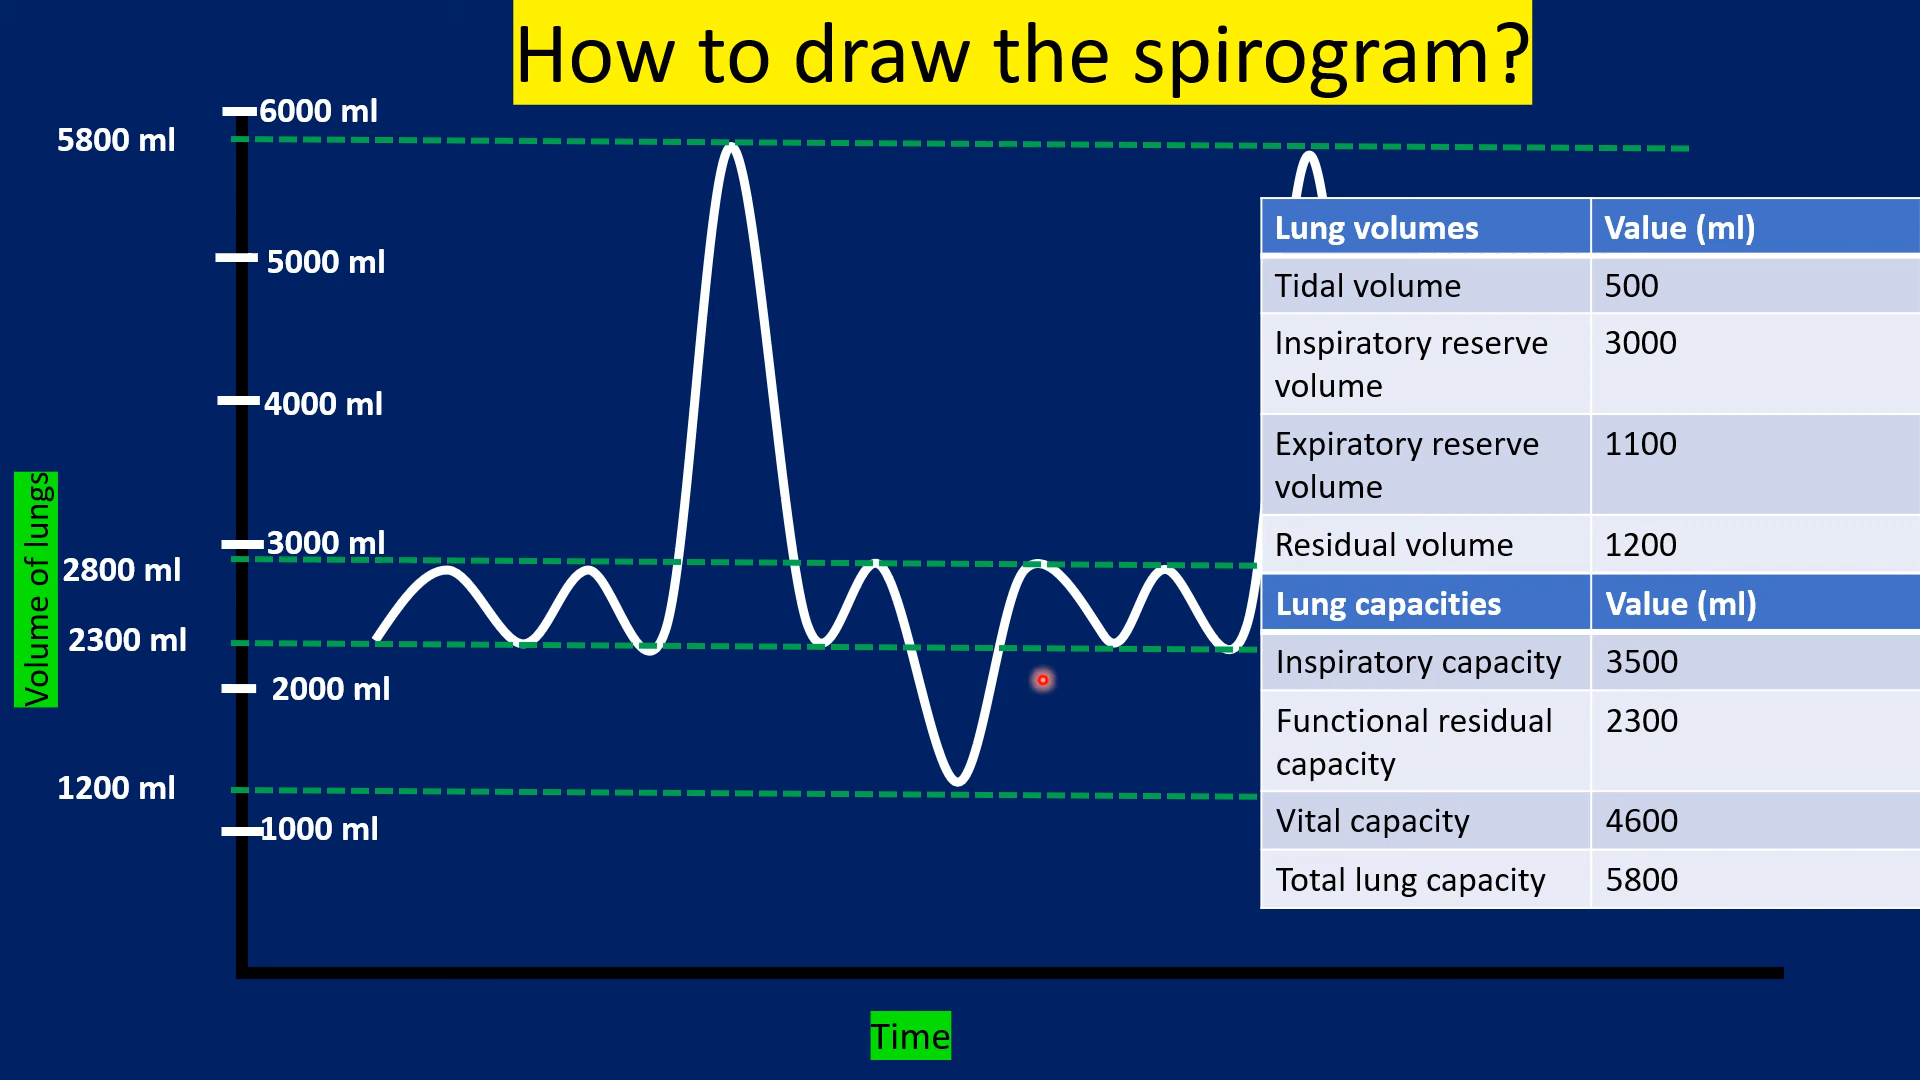 How to draw the spirogram?
6000 ml
5800 ml
5000 ml
4000 ml
3000 ml
2800 ml
2300 ml
2000 ml
1200 ml
1000 ml
Volume of lungs
Time
Lung volumes Value (ml)
Tidal volume 500
Inspiratory reserve 3000
volume
Expiratory reserve 1100
volume
Residual volume 1200
Lung capacities Value (ml)
Inspiratory capacity 3500
Functional residual 2300
capacity
Vital capacity 4600
Total lung capacity 5800